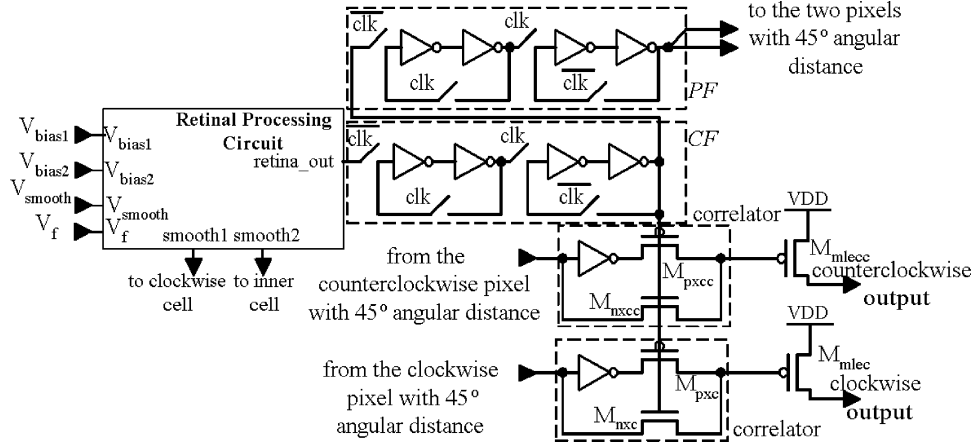 clk
clk
to the two pixels
with 45° angular
distance
clk
clk
PF
Retinal Processing
Circuit
retina_out
V_bias1
V_bias1
V_bias2
V_bias2
V_smooth
V_smooth
V_f
V_f
smooth1 smooth2
clk
clk
CF
clk
clk
to clockwise
cell
to inner
cell
correlator
VDD
from the
counterclockwise pixel
with 45° angular distance
M_pxcc
M_nxcc
M_mlecc
counterclockwise
output
VDD
from the clockwise
pixel with 45°
angular distance
M_pxc
M_nxc
M_mlec
clockwise
output
correlator